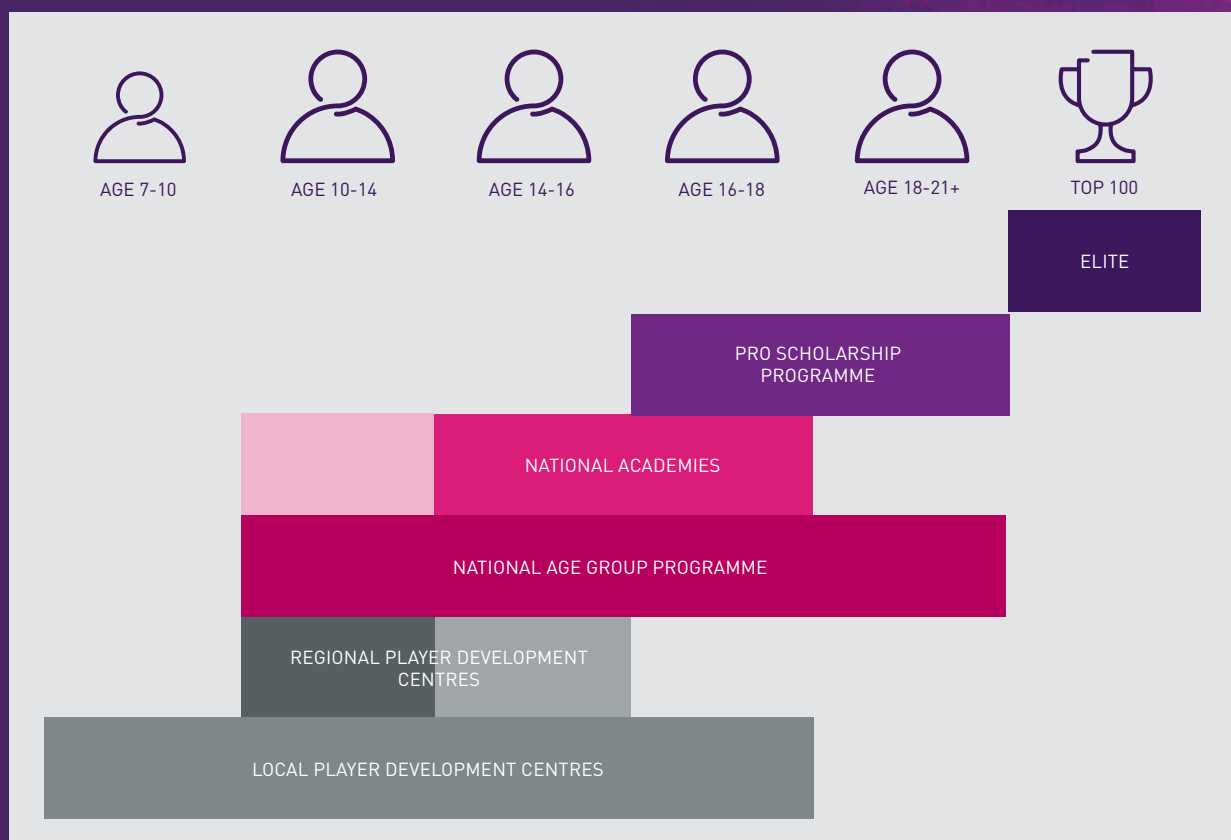 AGE 7-10
AGE 10-14
AGE 14-16
AGE 16-18
AGE 18-21+
TOP 100
ELITE
PRO SCHOLARSHIP
PROGRAMME
NATIONAL ACADEMIES
NATIONAL AGE GROUP PROGRAMME
REGIONAL PLAYER DEVELOPMENT
CENTRES
LOCAL PLAYER DEVELOPMENT CENTRES